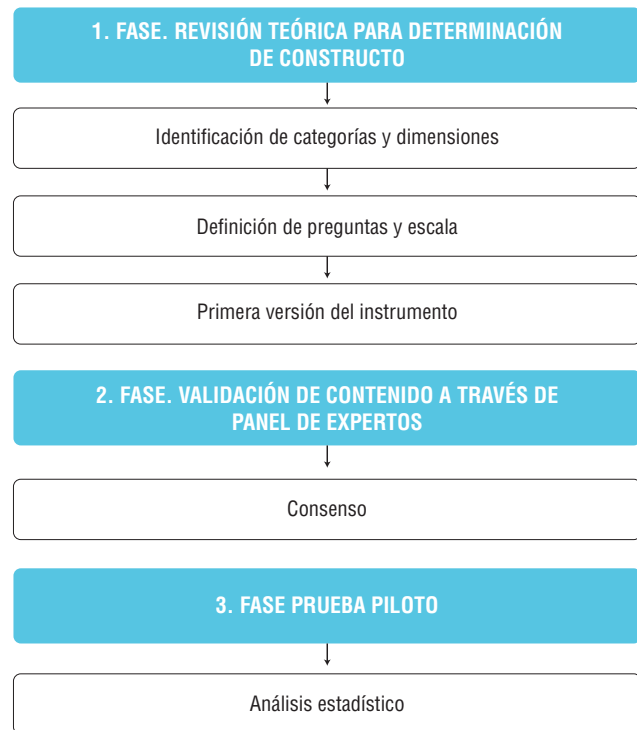 1. FASE. REVISIÓN TEÓRICA PARA DETERMINACIÓN
DE CONSTRUCTO
Identificación de categorías y dimensiones
Definición de preguntas y escala
Primera versión del instrumento
2. FASE. VALIDACIÓN DE CONTENIDO A TRAVÉS DE
PANEL DE EXPERTOS
Consenso
3. FASE PRUEBA PILOTO
Análisis estadístico